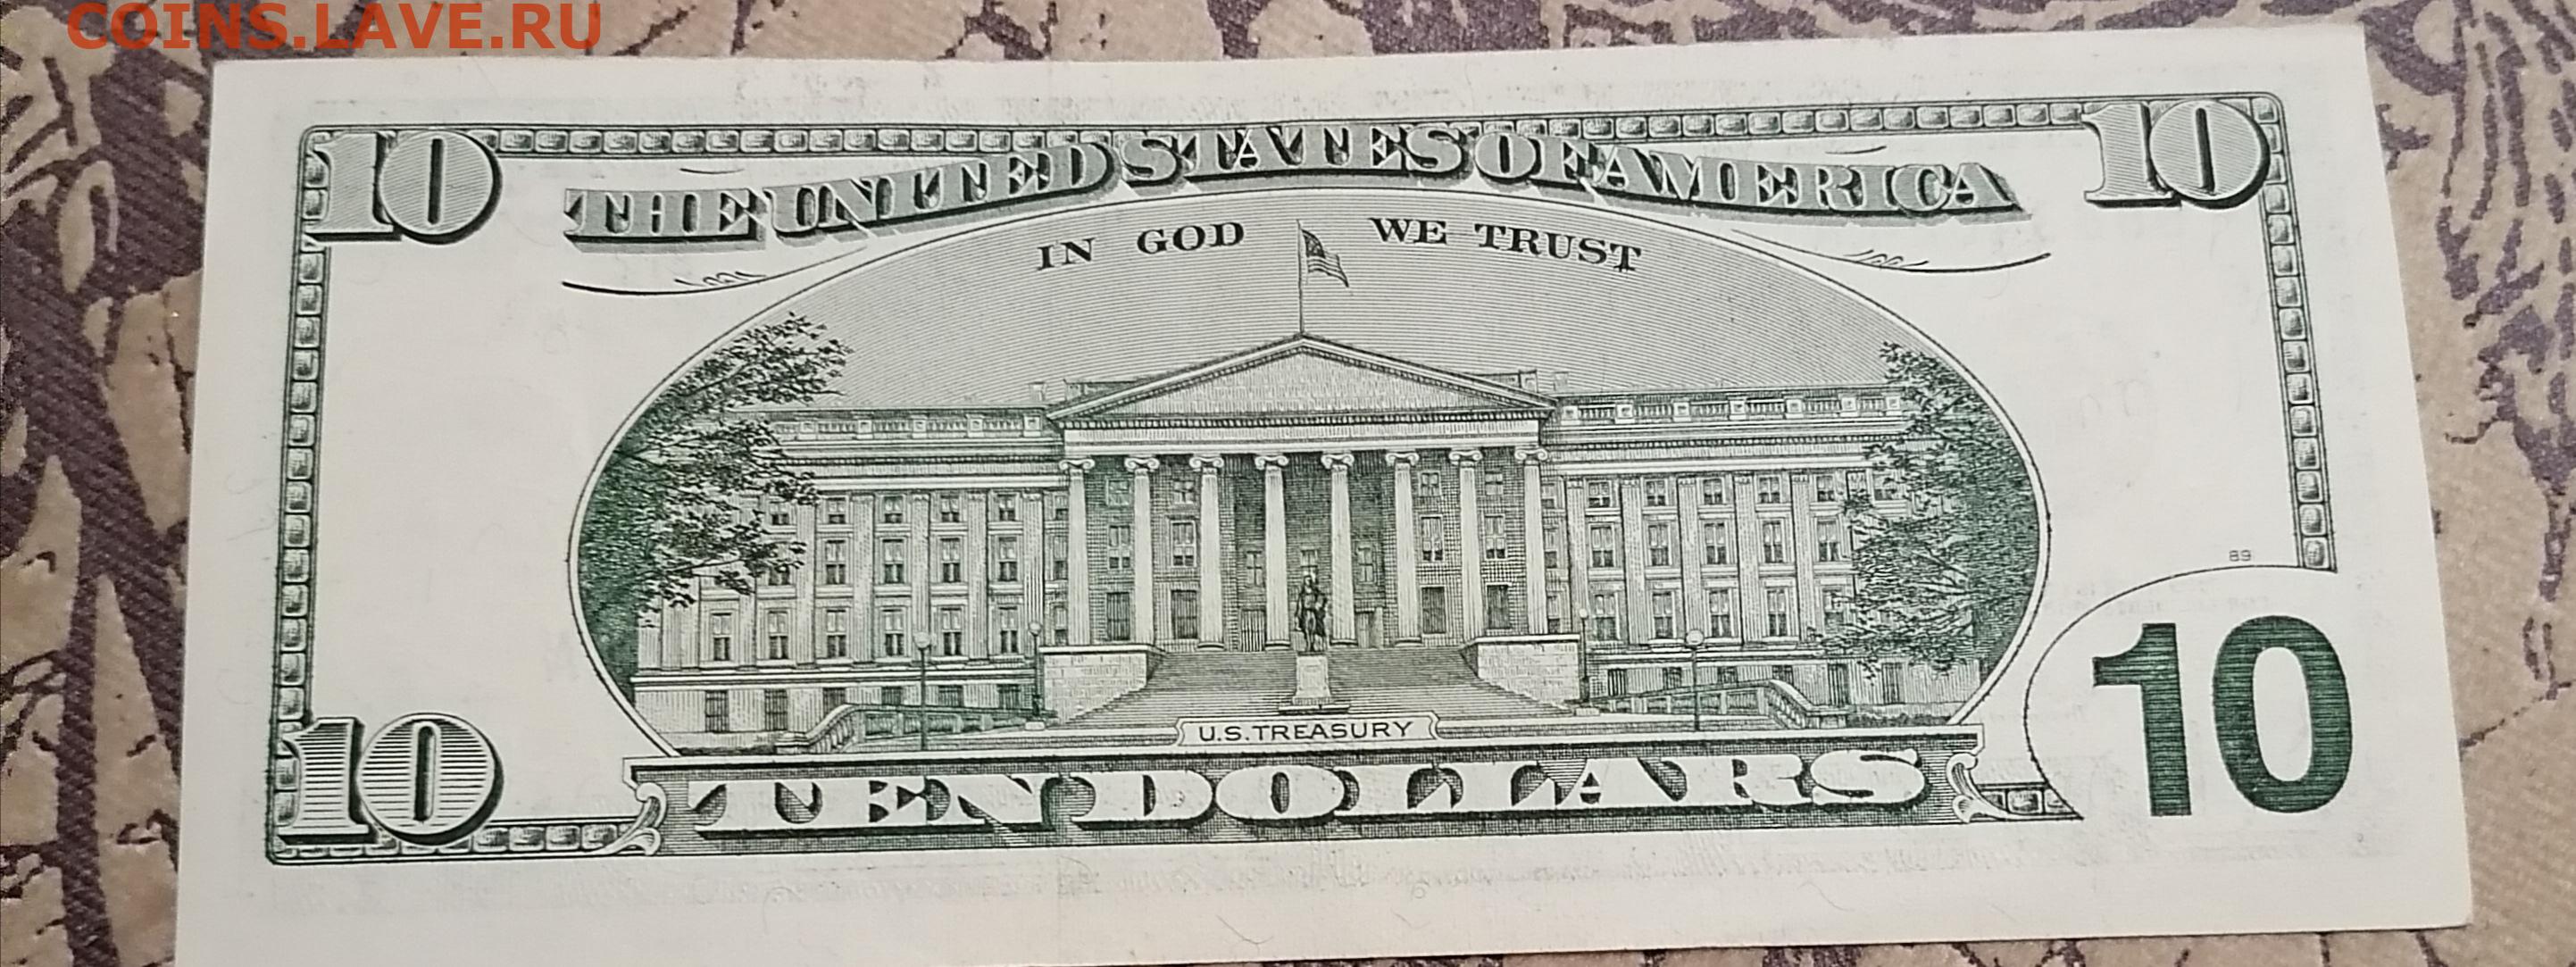 COINS.LAVE.RU
10 10
THE UNITED STATES OF AMERICA
IN GOD WE TRUST
89
U.S. TREASURY
10 TEN DOLLARS 10